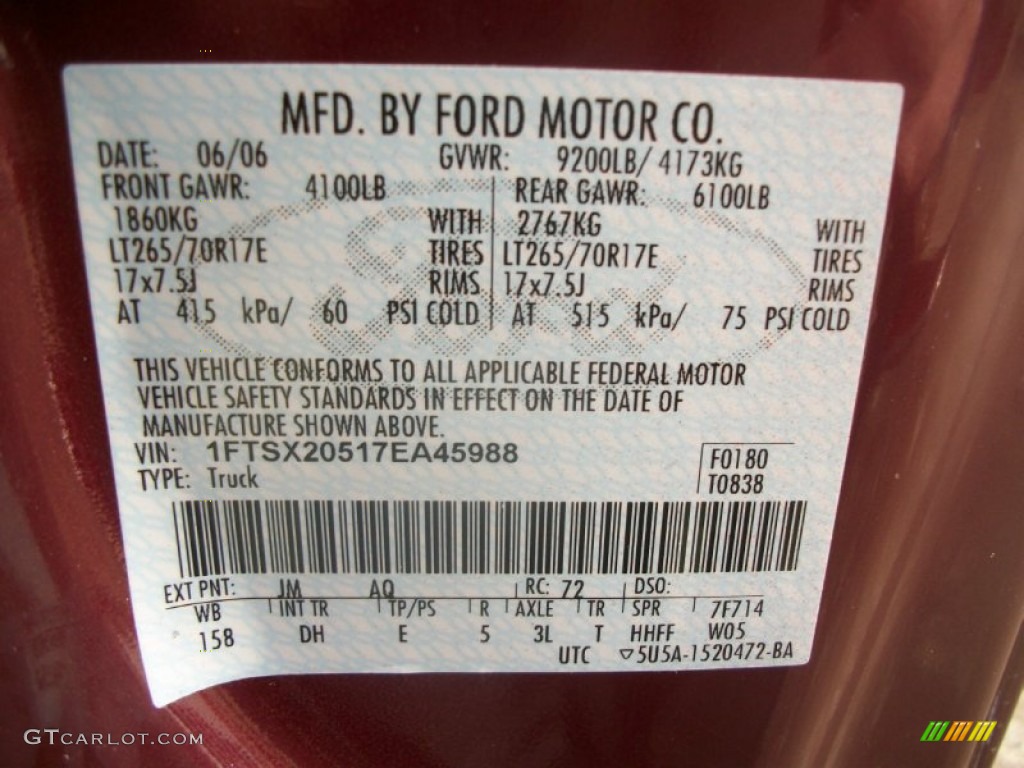 MFD. BY FORD MOTOR CO.
DATE: 06/06 GVWR: 9200LB/ 4173KG
FRONT GAWR: 4100LB REAR GAWR: 6100LB
1860KG WITH 2767KG WITH
LT265/70R17E TIRES LT265/70R17E TIRES
17x7.5J RIMS 17x7.5J RIMS
AT 415 kPa/ 60 PSI COLD AT 515 kPa/ 75 PSI COLD
THIS VEHICLE CONFORMS TO ALL APPLICABLE FEDERAL MOTOR
VEHICLE SAFETY STANDARDS IN EFFECT ON THE DATE OF
MANUFACTURE SHOWN ABOVE.
VIN: 1FTSX20517EA45988
F0180
TYPE: Truck
T0838
EXT PNT: JM AQ RC: 72 DSO:
WB INT TR TP/PS R AXLE TR SPR 7F714
158 DH E 5 3L T HHFF W05
UTC ▽5U5A-1520472-BA
GTCARLOT.COM